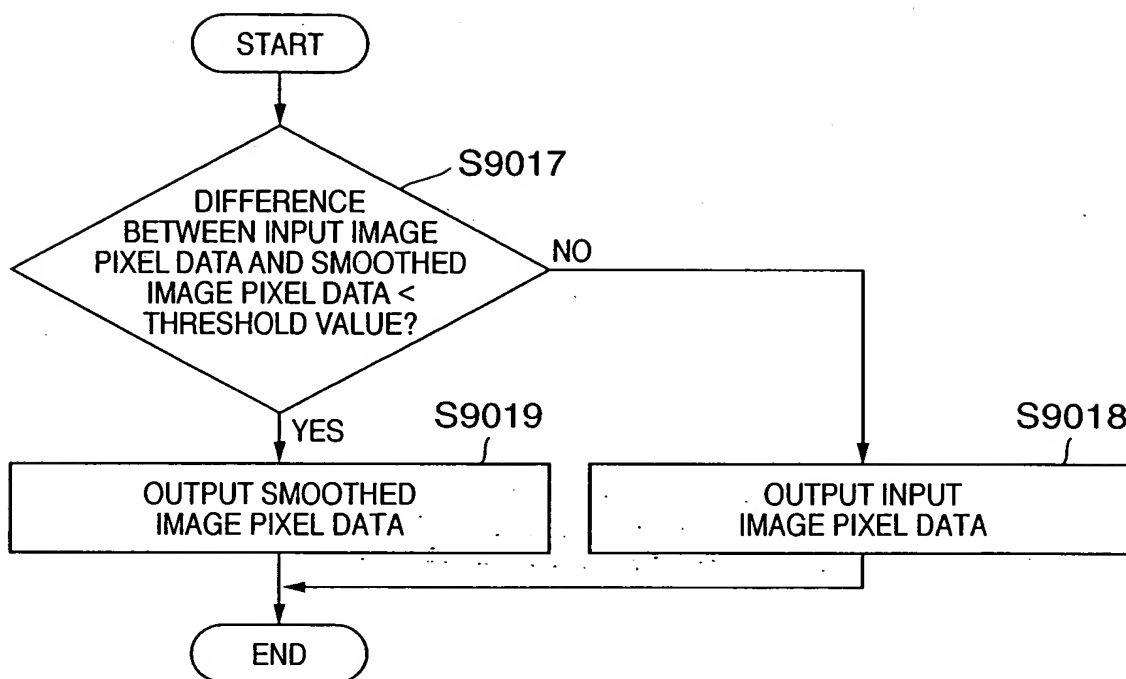 START
S9017
DIFFERENCE
BETWEEN INPUT IMAGE
PIXEL DATA AND SMOOTHED
IMAGE PIXEL DATA <
THRESHOLD VALUE?
NO
YES
S9019
S9018
OUTPUT SMOOTHED
IMAGE PIXEL DATA
OUTPUT INPUT
IMAGE PIXEL DATA
END